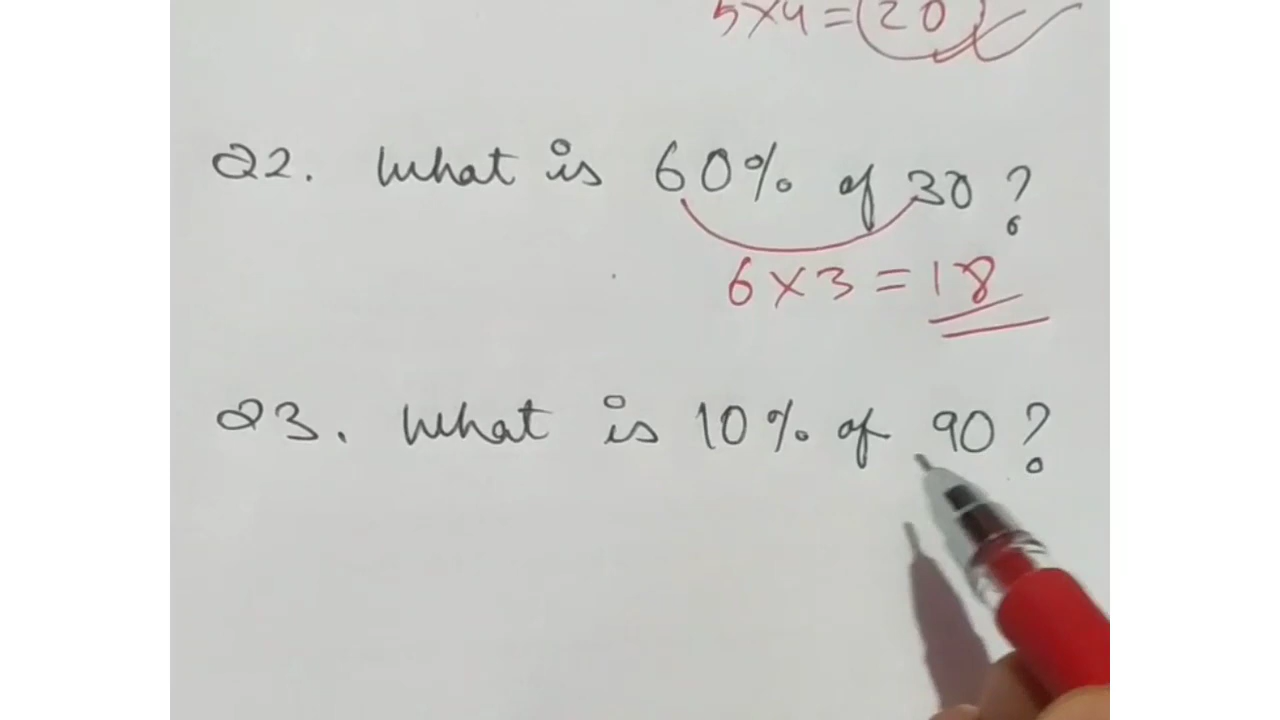 5×4=20
Q2. What is 60% of 30?
6×3=18
Q3. What is 10% of 90?